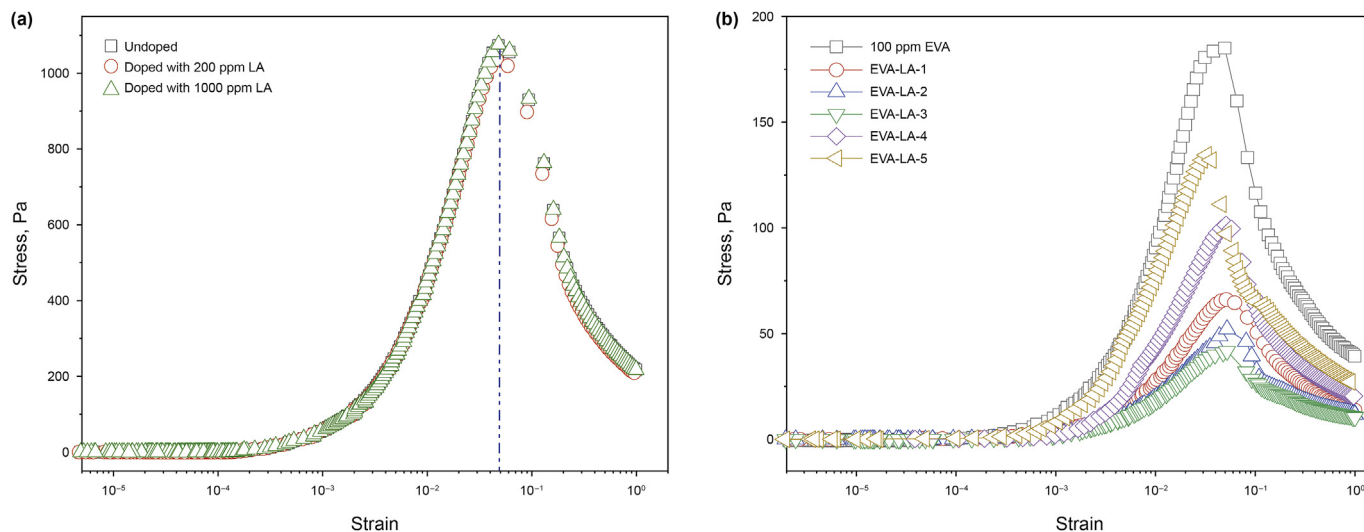 (a)
Undoped
Doped with 200 ppm LA
Doped with 1000 ppm LA
1000
800
600
400
200
0
Stress, Pa
10⁻⁵
10⁻⁴
10⁻³
10⁻²
10⁻¹
10⁰
Strain
(b)
200
100 ppm EVA
EVA-LA-1
EVA-LA-2
EVA-LA-3
EVA-LA-4
EVA-LA-5
150
100
50
0
Stress, Pa
10⁻⁵
10⁻⁴
10⁻³
10⁻²
10⁻¹
10⁰
Strain